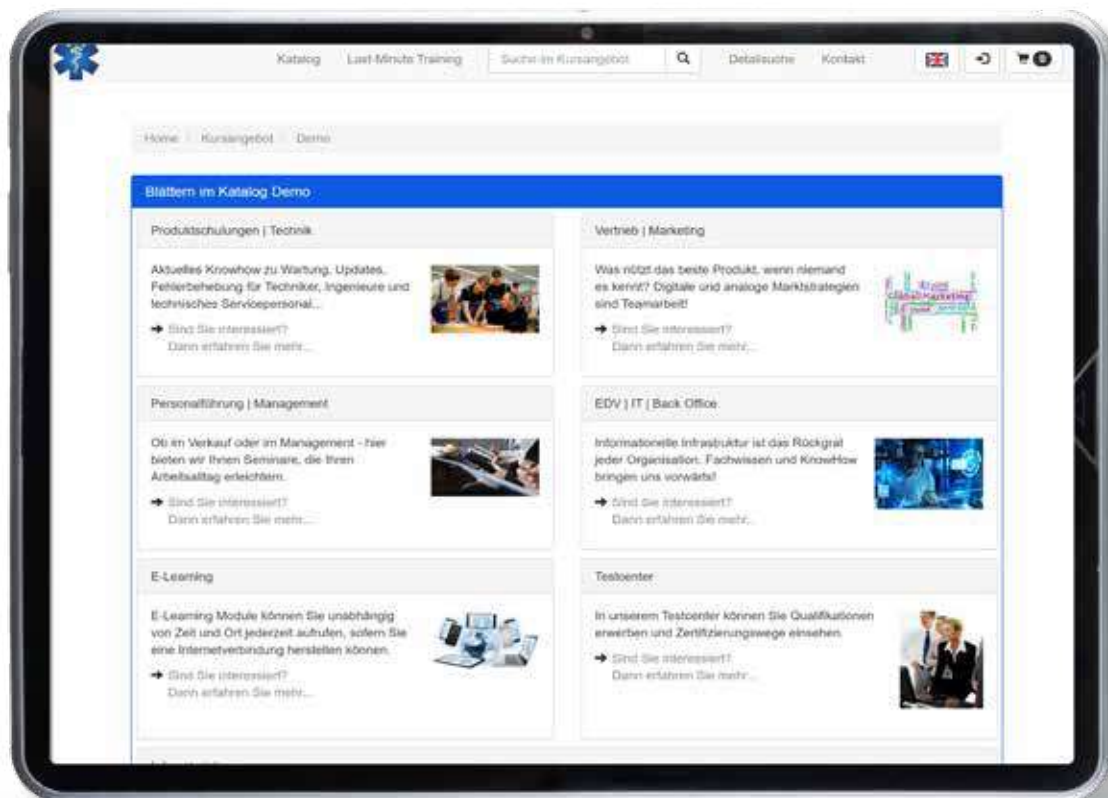 Katalog
Last-Minute Training
Suche im Kursangebot
Detailsuche
Kontakt
0
Home / Kursangebot / Demo
Blättern im Katalog Demo
Produktschulungen | Technik
Aktuelles Knowhow zu Wartung, Updates,
Fehlerbehebung für Techniker, Ingenieure und
technisches Servicepersonal...
Sind Sie interessiert?
Dann erfahren Sie mehr...
Vertrieb | Marketing
Was nützt das beste Produkt, wenn niemand
es kennt? Digitale und analoge Marktstrategien
sind Teamarbeit!
Global Marketing
Sind Sie interessiert?
Dann erfahren Sie mehr...
Personalführung | Management
Ob im Verkauf oder im Management - hier
bieten wir Ihnen Seminare, die Ihren
Arbeitsalltag erleichtern.
Sind Sie interessiert?
Dann erfahren Sie mehr...
EDV | IT | Back Office
Informationelle Infrastruktur ist das Rückgrat
jeder Organisation. Fachwissen und KnowHow
bringen uns vorwärts!
Sind Sie interessiert?
Dann erfahren Sie mehr...
E-Learning
E-Learning Module können Sie unabhängig
von Zeit und Ort jederzeit aufrufen, sofern Sie
eine Internetverbindung herstellen können.
Sind Sie interessiert?
Dann erfahren Sie mehr...
Testcenter
In unserem Testcenter können Sie Qualifikationen
erwerben und Zertifizierungswege einsehen.
Sind Sie interessiert?
Dann erfahren Sie mehr...